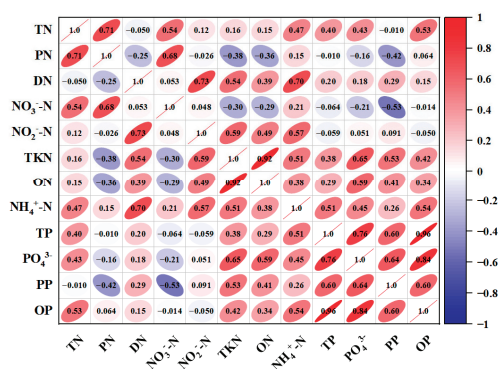 TN 1.0 0.71 -0.050 0.54 0.12 0.16 0.15 0.47 0.40 0.43 -0.010 0.53
PN 0.71 1.0 -0.25 0.68 -0.026 -0.38 -0.36 0.15 -0.010 -0.16 -0.42 0.064
DN -0.050 -0.25 1.0 0.053 0.73 0.54 0.39 0.70 0.20 0.18 0.29 0.15
NO₃⁻-N 0.54 0.68 0.053 1.0 0.048 -0.30 -0.29 0.21 -0.064 -0.21 -0.53 -0.014
NO₂⁻-N 0.12 -0.026 0.73 0.048 1.0 0.59 0.49 0.57 -0.059 0.051 0.091 -0.050
TKN 0.16 -0.38 0.54 -0.30 0.59 1.0 0.92 0.51 0.38 0.65 0.53 0.42
ON 0.15 -0.36 0.39 -0.29 0.49 0.92 1.0 0.38 0.29 0.59 0.41 0.34
NH₄⁺-N 0.47 0.15 0.70 0.21 0.57 0.51 0.38 1.0 0.51 0.45 0.26 0.54
TP 0.40 -0.010 0.20 -0.064 -0.059 0.38 0.29 0.51 1.0 0.76 0.60 0.96
PO₄³⁻ 0.43 -0.16 0.18 -0.21 0.051 0.65 0.59 0.45 0.76 1.0 0.64 0.84
PP -0.010 -0.42 0.29 -0.53 0.091 0.53 0.41 0.26 0.60 0.64 1.0 0.60
OP 0.53 0.064 0.15 -0.014 -0.050 0.42 0.34 0.54 0.96 0.84 0.60 1.0
TN PN DN NO₃⁻-N NO₂⁻-N TKN ON NH₄⁺-N TP PO₄³⁻ PP OP
1
0.8
0.6
0.4
0.2
0
-0.2
-0.4
-0.6
-0.8
-1